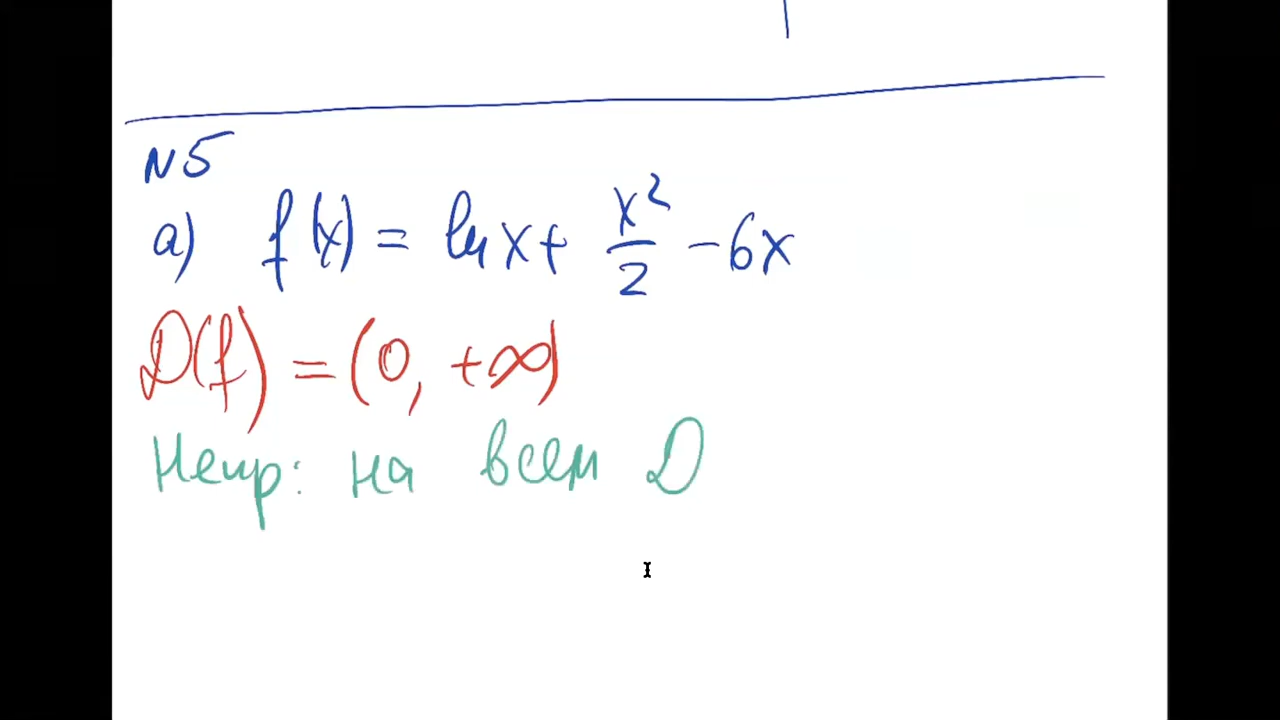 N5
a) f(x) = ln x + x²/2 - 6x
D(f) = (0, +∞)
Непр: на всем D